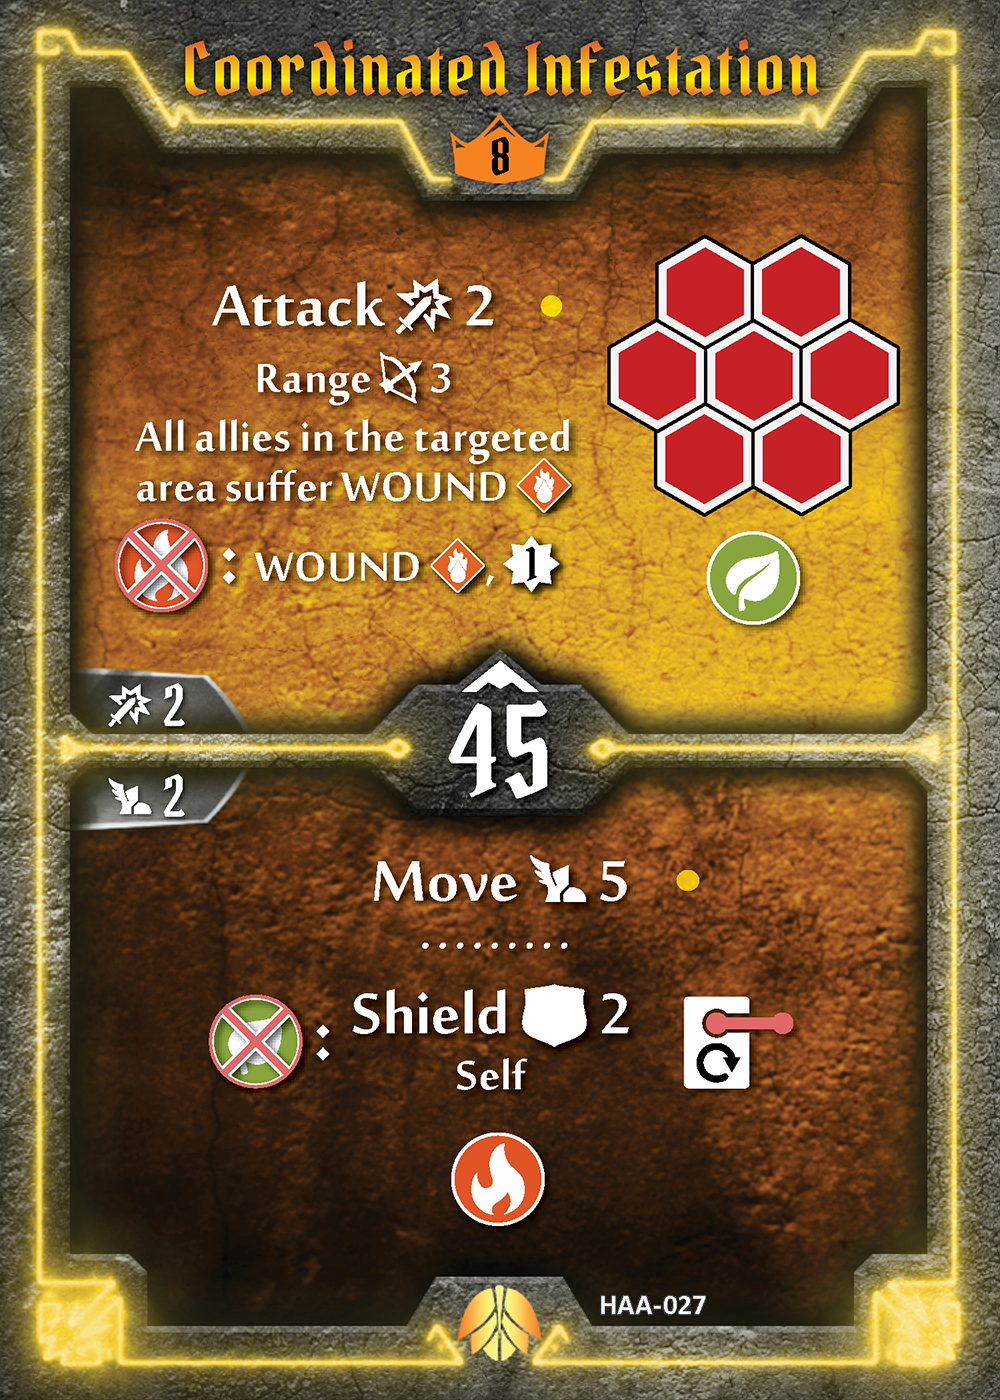 Coordinated Infestation
8
Attack 2
Range 3
All allies in the targeted
area suffer WOUND
: WOUND , 1
2
45
2
Move 5
.........
: Shield 2
Self
HAA-027